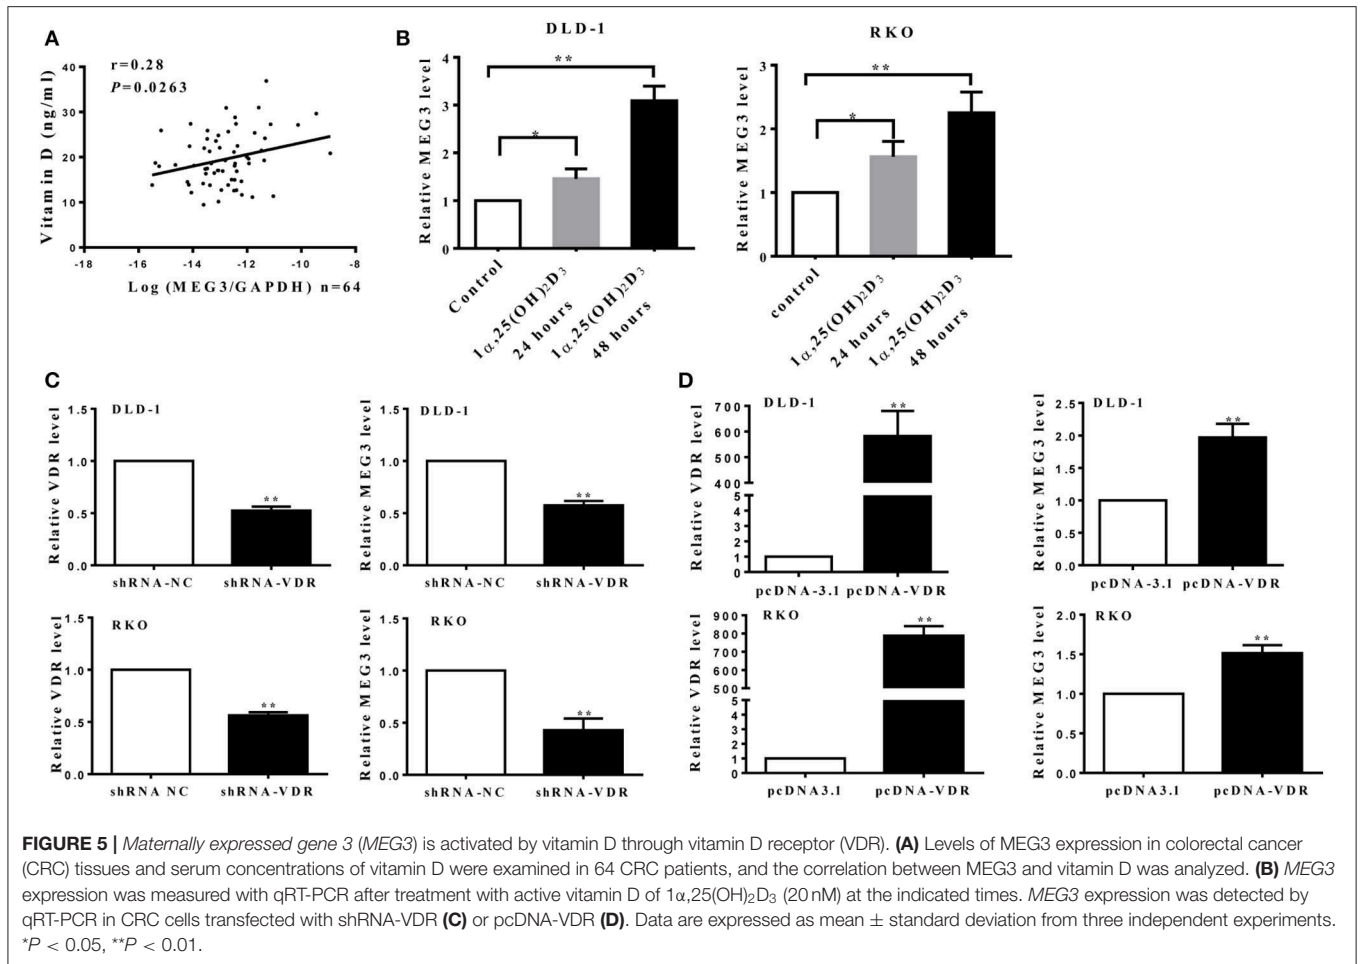 A
r=0.28
P=0.0263
Vitamin D (ng/ml)
40
30
20
10
0
-18
-16
-14
-12
-10
-8
Log (MEG3/GAPDH) n=64
B
DLD-1
Relative MEG3 level
4
3
2
1
0
*
**
Control
1α,25(OH)₂D₃
24 hours
1α,25(OH)₂D₃
48 hours
RKO
Relative MEG3 level
3
2
1
0
*
**
control
1α,25(OH)₂D₃
24 hours
1α,25(OH)₂D₃
48 hours
C
DLD-1
Relative VDR level
1.5
1.0
0.5
0.0
**
shRNA-NC
shRNA-VDR
DLD-1
Relative MEG3 level
1.5
1.0
0.5
0.0
**
shRNA-NC
shRNA-VDR
RKO
Relative VDR level
1.5
1.0
0.5
0.0
**
shRNA NC
shRNA-VDR
RKO
Relative MEG3 level
1.5
1.0
0.5
0.0
**
shRNA-NC
shRNA-VDR
D
DLD-1
Relative VDR level
700
600
500
400
5
4
3
2
1
0
**
pcDNA-3.1
pcDNA-VDR
DLD-1
Relative MEG3 level
2.5
2.0
1.5
1.0
0.5
0.0
**
pcDNA-3.1
pcDNA-VDR
RKO
Relative VDR level
900
800
700
600
500
5
4
3
2
1
0
**
pcDNA3.1
pcDNA-VDR
RKO
Relative MEG3 level
1.5
1.0
0.5
0.0
**
pcDNA3.1
pcDNA-VDR
FIGURE 5 | Maternally expressed gene 3 (MEG3) is activated by vitamin D through vitamin D receptor (VDR). (A) Levels of MEG3 expression in colorectal cancer
(CRC) tissues and serum concentrations of vitamin D were examined in 64 CRC patients, and the correlation between MEG3 and vitamin D was analyzed. (B) MEG3
expression was measured with qRT-PCR after treatment with active vitamin D of 1α,25(OH)₂D₃ (20 nM) at the indicated times. MEG3 expression was detected by
qRT-PCR in CRC cells transfected with shRNA-VDR (C) or pcDNA-VDR (D). Data are expressed as mean ± standard deviation from three independent experiments.
*P < 0.05, **P < 0.01.